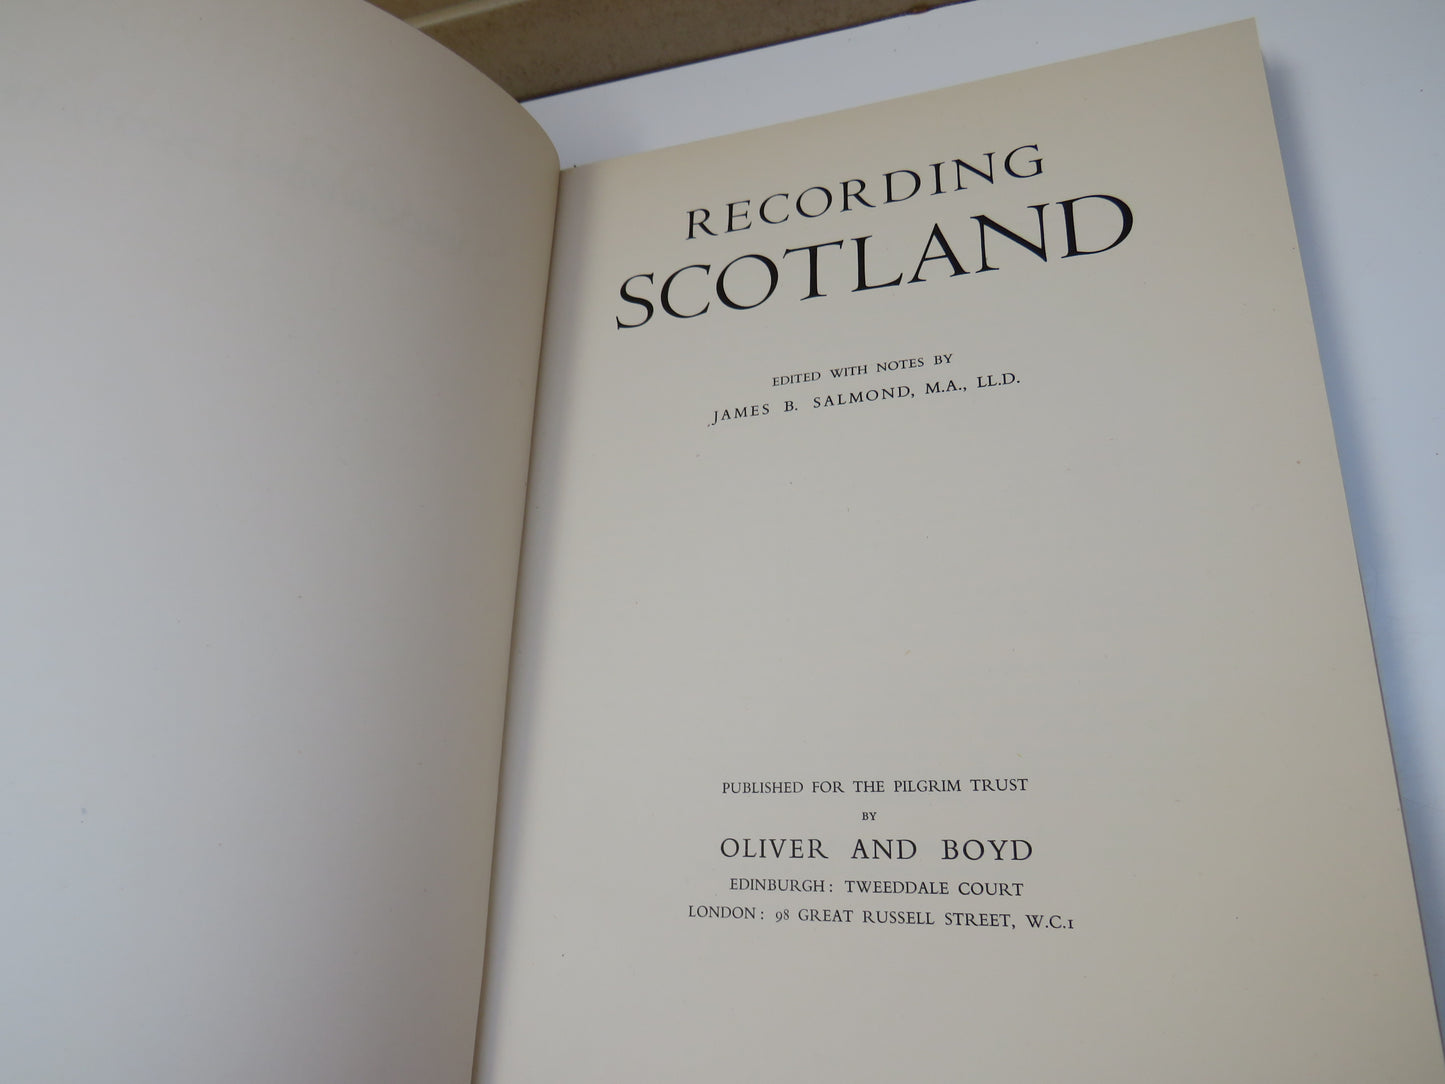 RECORDING
SCOTLAND
EDITED WITH NOTES BY
JAMES B. SALMOND, M.A., LL.D.
PUBLISHED FOR THE PILGRIM TRUST
BY
OLIVER AND BOYD
EDINBURGH: TWEEDDALE COURT
LONDON: 98 GREAT RUSSELL STREET, W.C.1